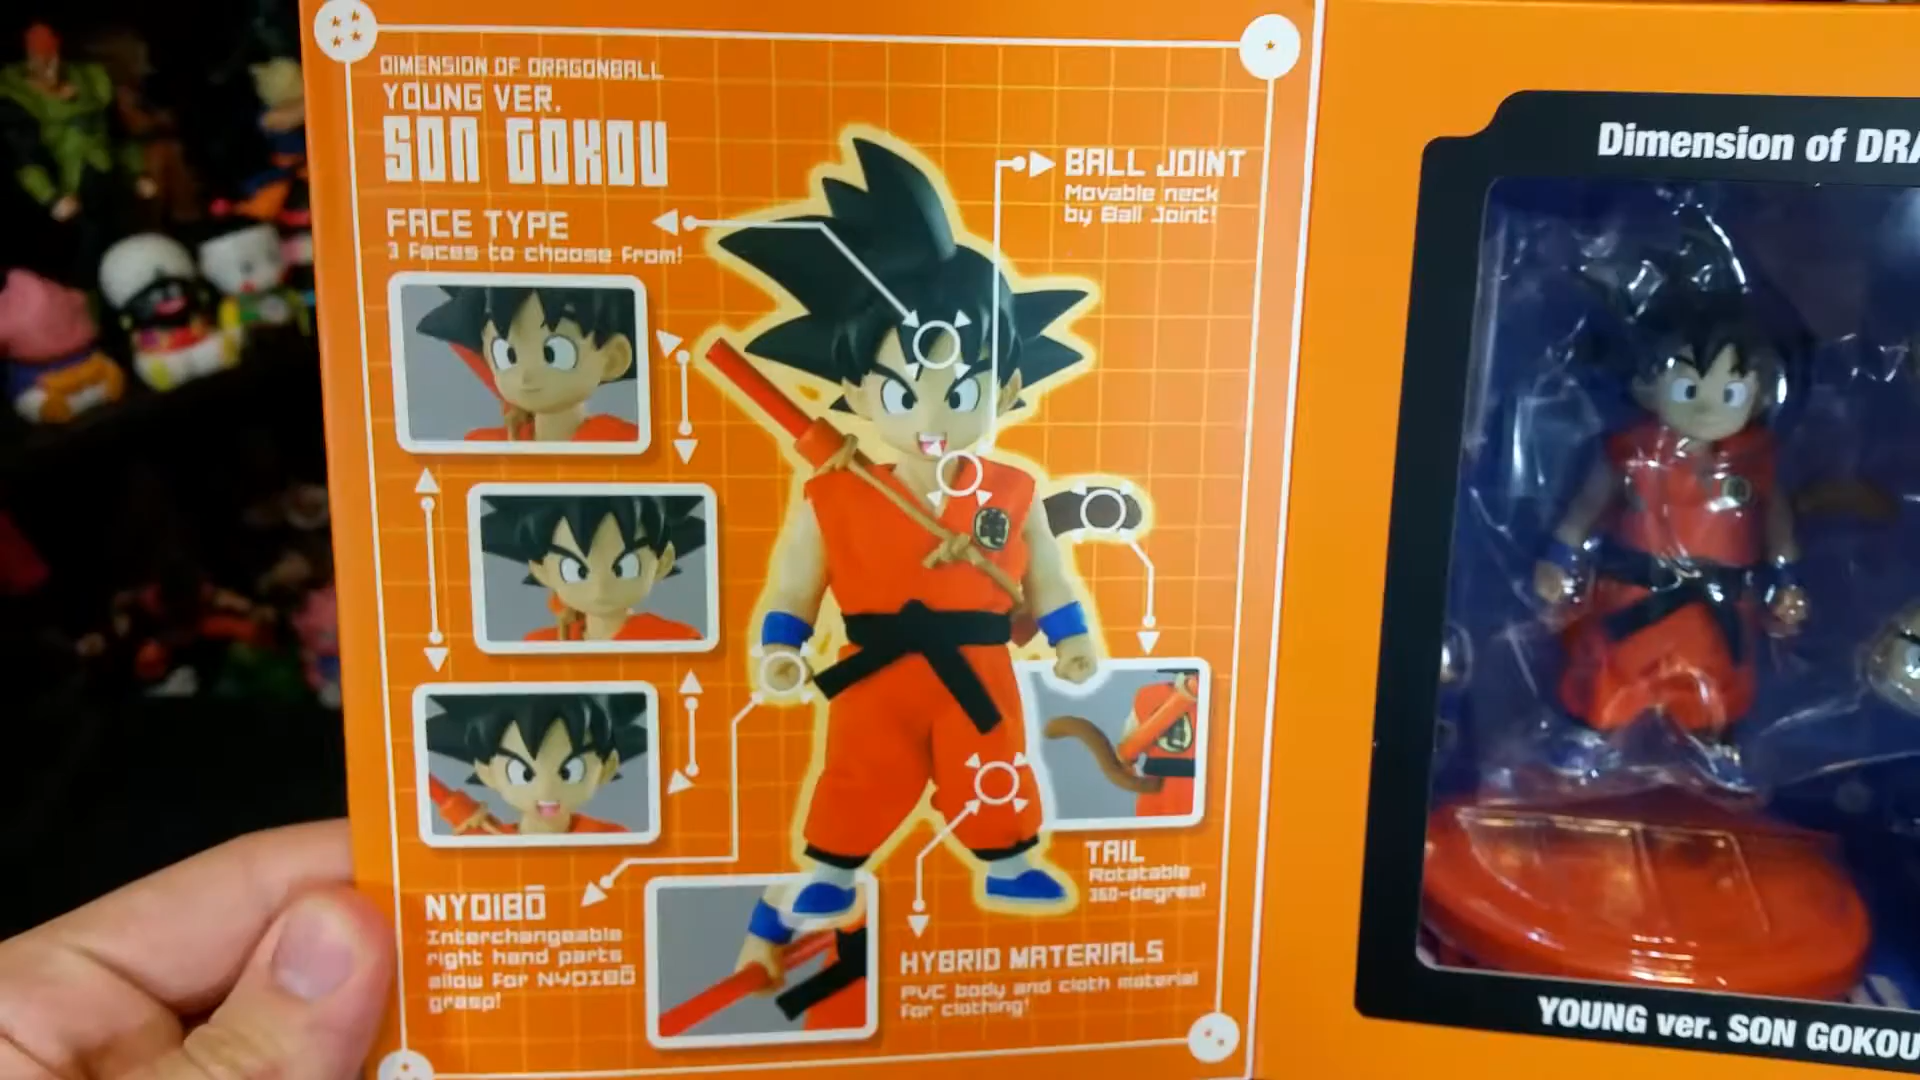 DIMENSION OF DRAGONBALL
YOUNG VER.
SON GOKOU
FACE TYPE
3 Faces to choose from!
BALL JOINT
Movable neck
by Ball Joint!
TAIL
Rotatable
360-degree!
NYOIBŌ
Interchangeable
right hand parts
allow for NYOIBŌ
grasp!
HYBRID MATERIALS
PVC body and cloth material
for clothing!
亀
Dimension of DRA
YOUNG ver. SON GOKOU